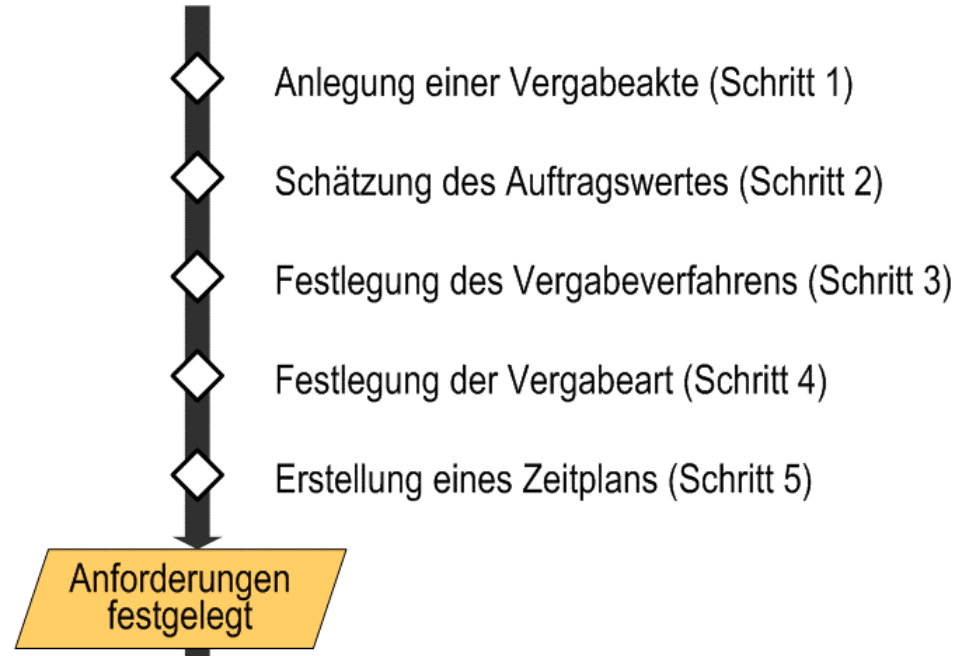 Anlegung einer Vergabeakte (Schritt 1)
Schätzung des Auftragswertes (Schritt 2)
Festlegung des Vergabeverfahrens (Schritt 3)
Festlegung der Vergabeart (Schritt 4)
Erstellung eines Zeitplans (Schritt 5)
Anforderungen
festgelegt